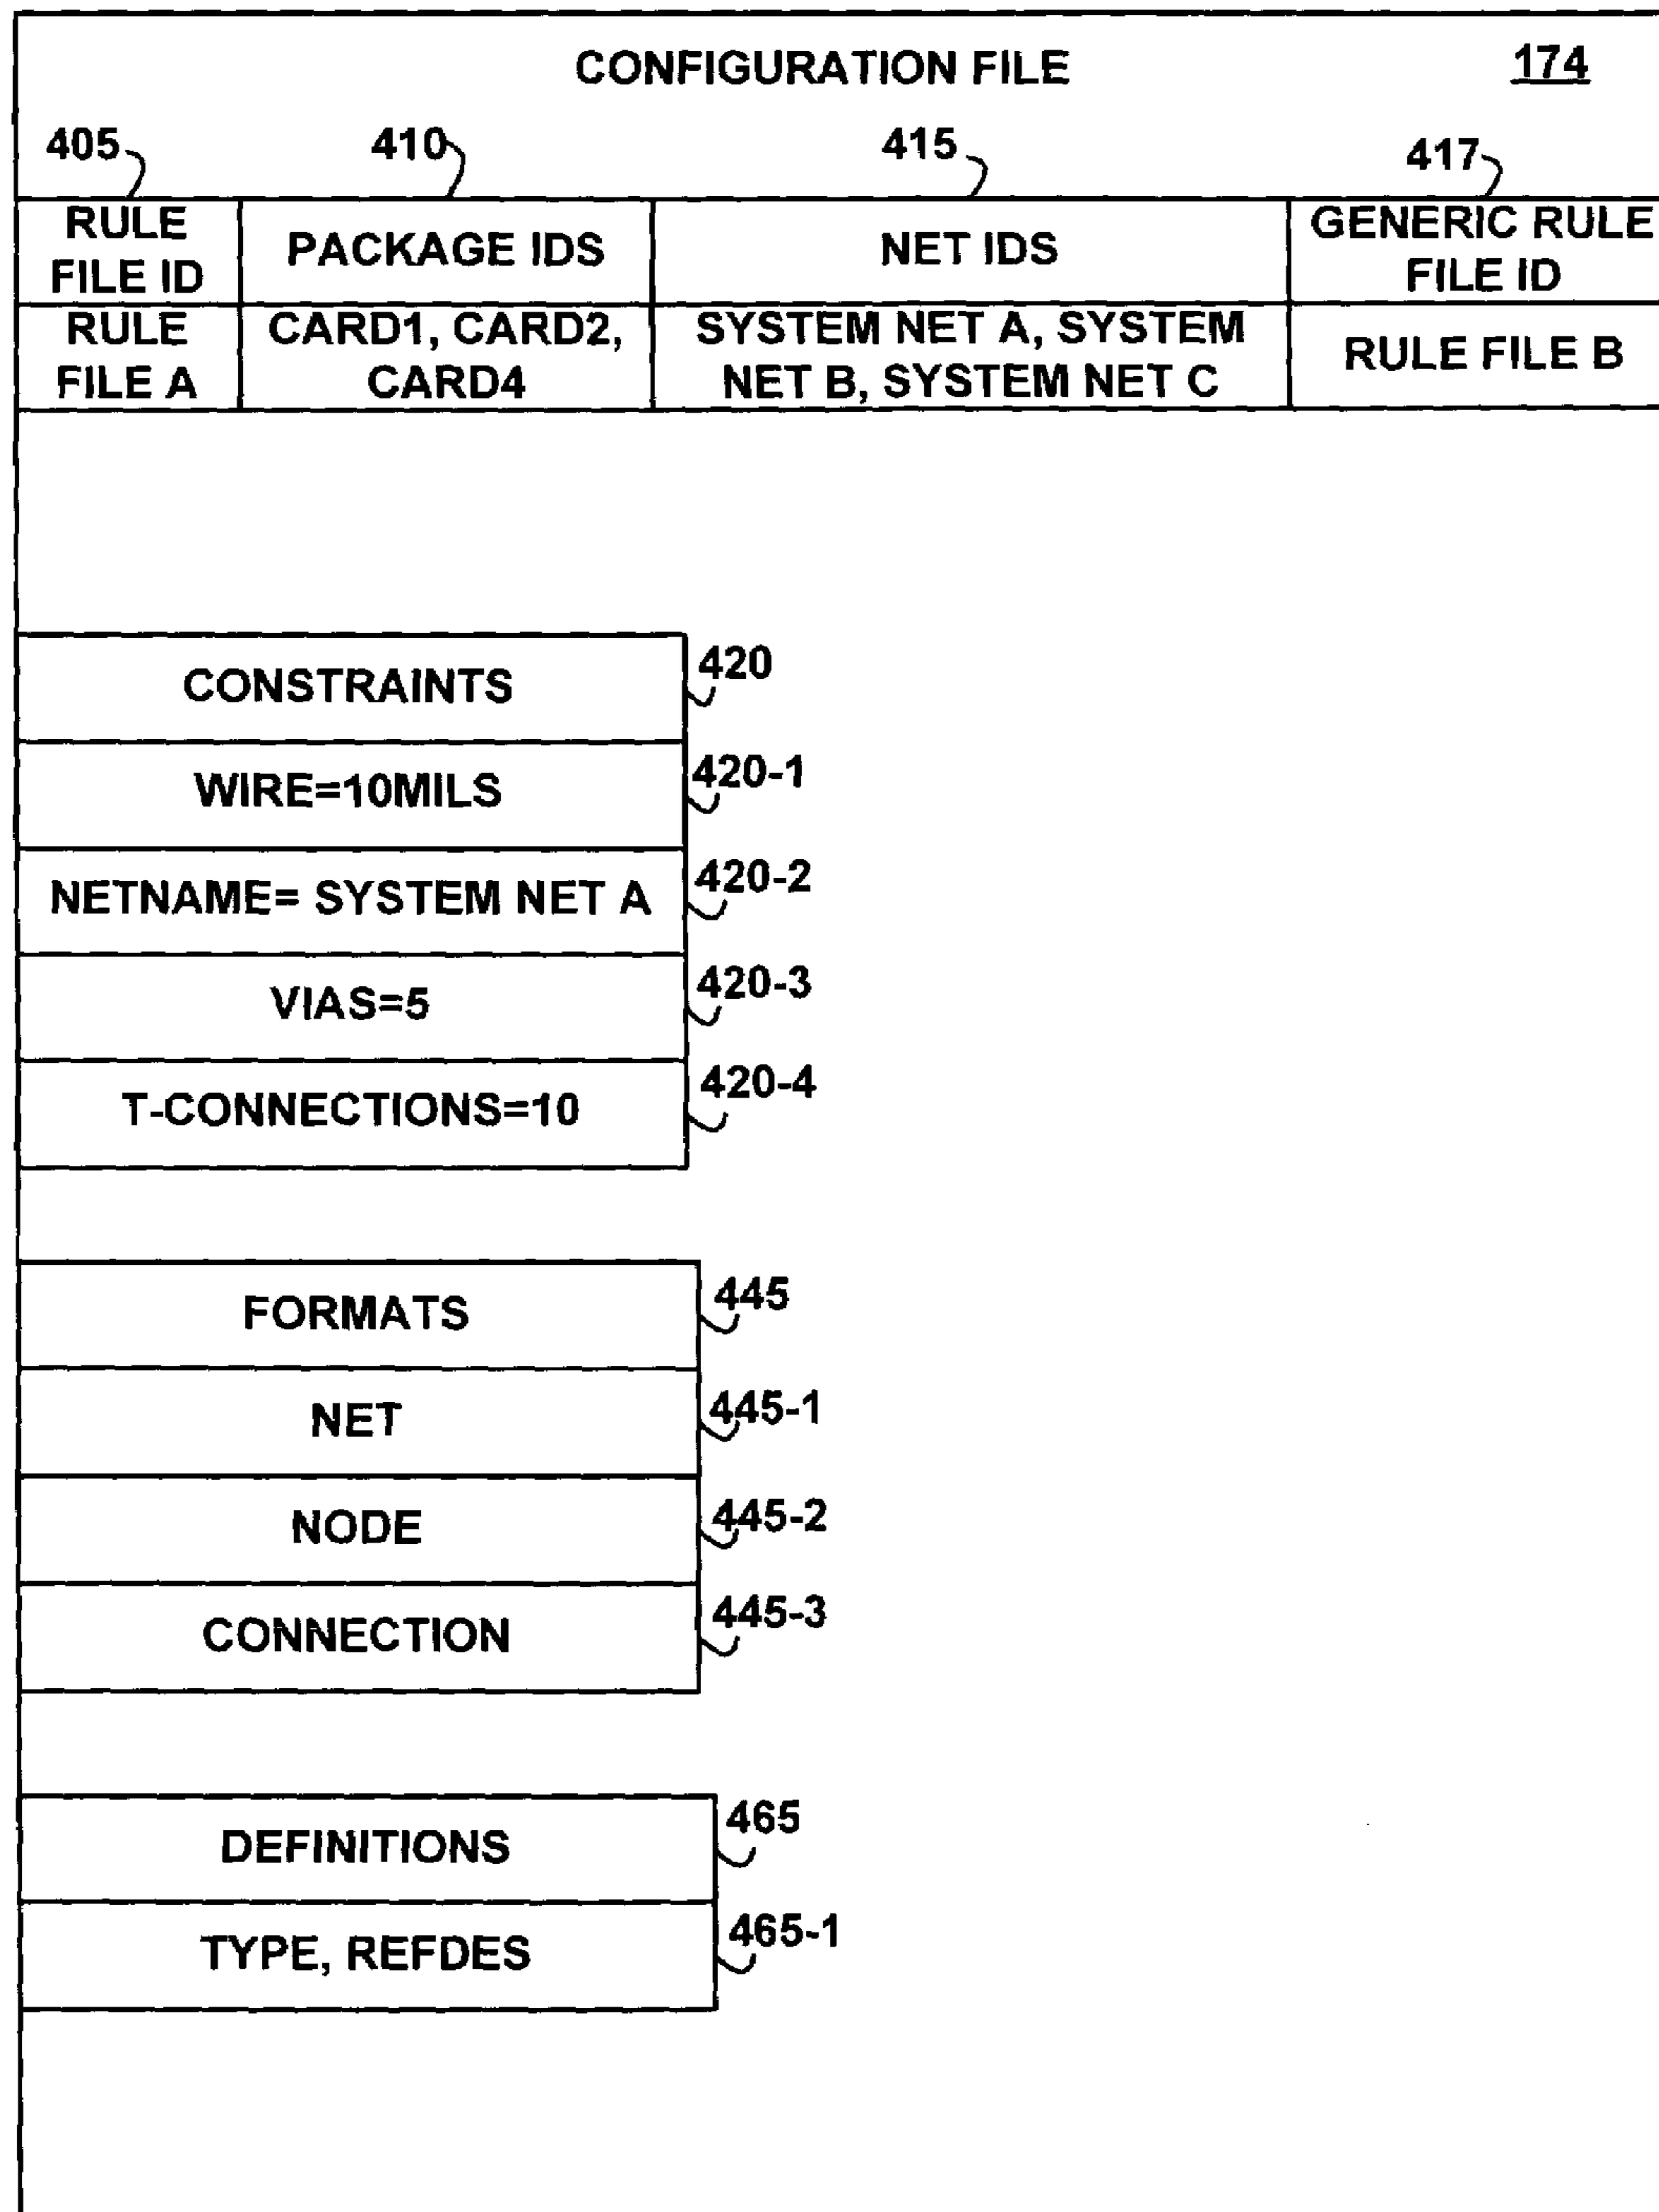 CONFIGURATION FILE 174
405 410 415 417
RULE FILE ID
PACKAGE IDS
NET IDS
GENERIC RULE FILE ID
RULE FILE A
CARD1, CARD2, CARD4
SYSTEM NET A, SYSTEM NET B, SYSTEM NET C
RULE FILE B
CONSTRAINTS 420
WIRE=10MILS 420-1
NETNAME= SYSTEM NET A 420-2
VIAS=5 420-3
T-CONNECTIONS=10 420-4
FORMATS 445
NET 445-1
NODE 445-2
CONNECTION 445-3
DEFINITIONS 465
TYPE, REFDES 465-1